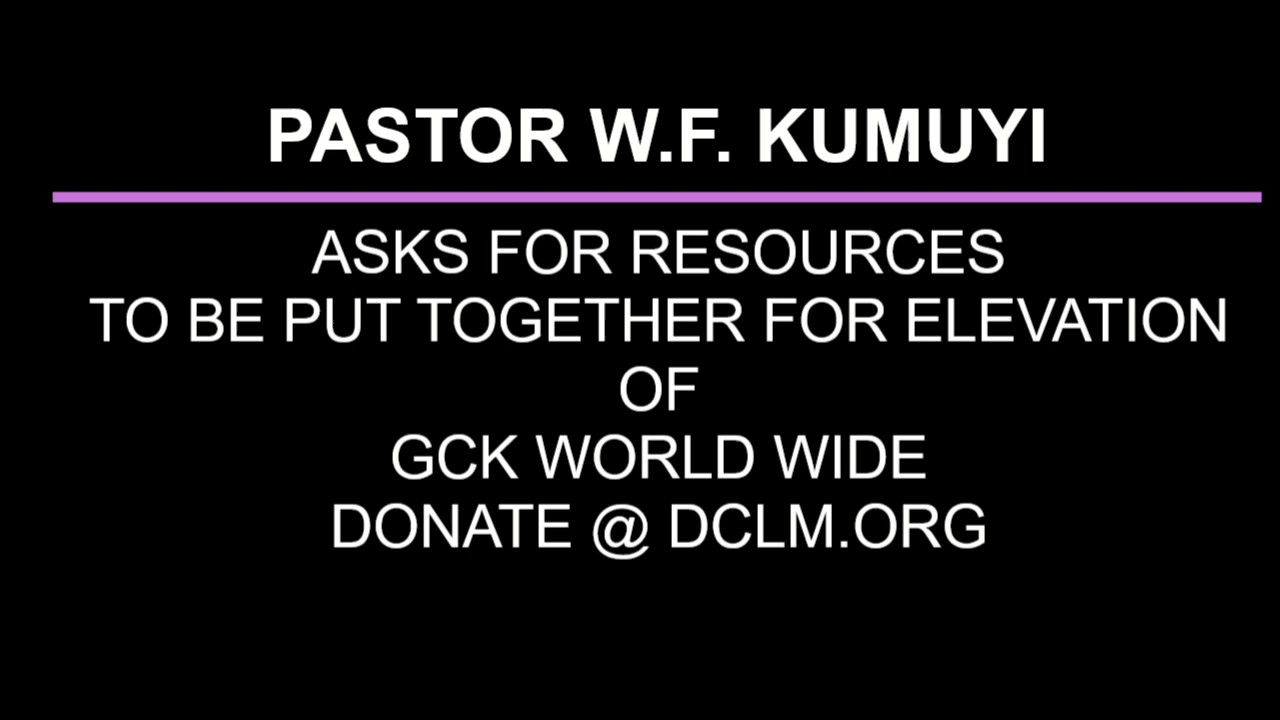 PASTOR W.F. KUMUYI
ASKS FOR RESOURCES
TO BE PUT TOGETHER FOR ELEVATION
OF
GCK WORLD WIDE
DONATE @ DCLM.ORG